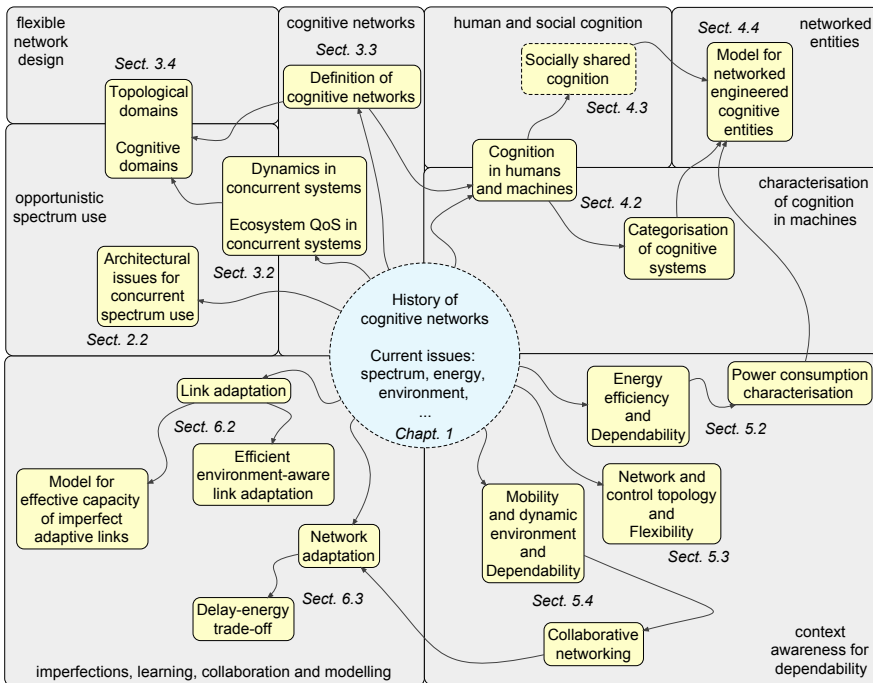 flexible
network
design
cognitive networks
human and social cognition
networked
entities
Sect. 3.4
Sect. 3.3
Sect. 4.4
Topological
domains
Cognitive
domains
Definition of
cognitive networks
Socially shared
cognition
Sect. 4.3
Model for
networked
engineered
cognitive
entities
opportunistic
spectrum use
Dynamics in
concurrent systems
Ecosystem QoS in
concurrent systems
Sect. 3.2
Cognition
in humans
and machines
Sect. 4.2
characterisation
of cognition
in machines
Categorisation
of cognitive
systems
Architectural
issues for
concurrent
spectrum use
Sect. 2.2
History of
cognitive networks
Current issues:
spectrum, energy,
environment,
...
Chapt. 1
Link adaptation
Sect. 6.2
Efficient
environment-aware
link adaptation
Model for
effective capacity
of imperfect
adaptive links
Network
adaptation
Sect. 6.3
Delay-energy
trade-off
imperfections, learning, collaboration and modelling
Energy
efficiency
and
Dependability
Sect. 5.2
Power consumption
characterisation
Mobility
and dynamic
environment
and
Dependability
Sect. 5.4
Network and
control topology
and
Flexibility
Sect. 5.3
Collaborative
networking
context
awareness for
dependability